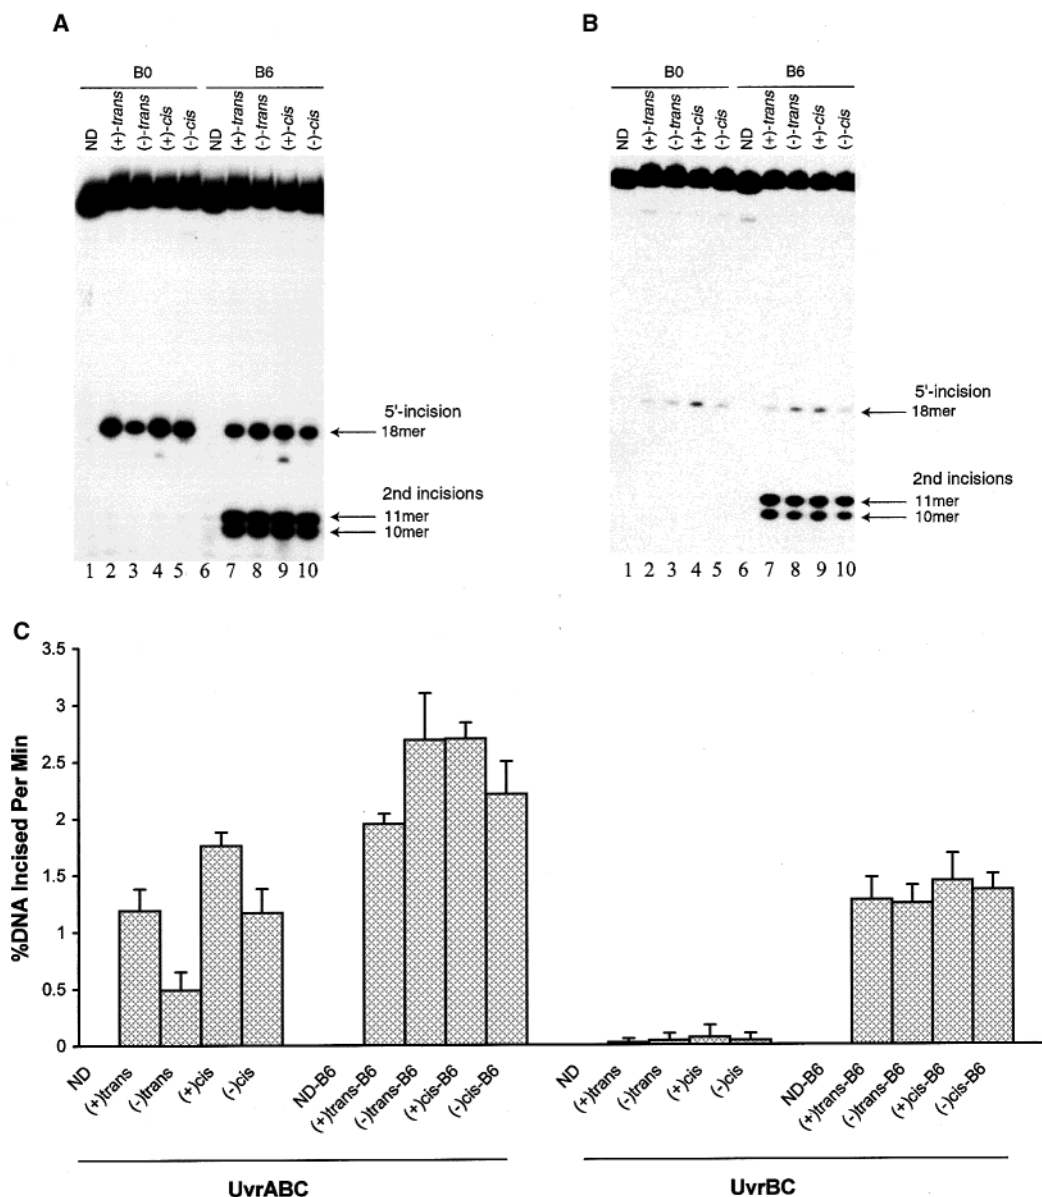 A
B0 B6
ND (+)-trans (-)-trans (+)-cis (-)-cis ND (+)-trans (-)-trans (+)-cis (-)-cis
5'-incision
18mer
2nd incisions
11mer
10mer
1 2 3 4 5 6 7 8 9 10
B
B0 B6
ND (+)-trans (-)-trans (+)-cis (-)-cis ND (+)-trans (-)-trans (+)-cis (-)-cis
5'-incision
18mer
2nd incisions
11mer
10mer
1 2 3 4 5 6 7 8 9 10
C
%DNA Incised Per Min
3.5
3
2.5
2
1.5
1
0.5
0
ND (+)trans (-)trans (+)cis (-)cis ND-B6 (+)trans-B6 (-)trans-B6 (+)cis-B6 (-)cis-B6 ND (+)trans (-)trans (+)cis (-)cis ND-B6 (+)trans-B6 (-)trans-B6 (+)cis-B6 (-)cis-B6
UvrABC UvrBC